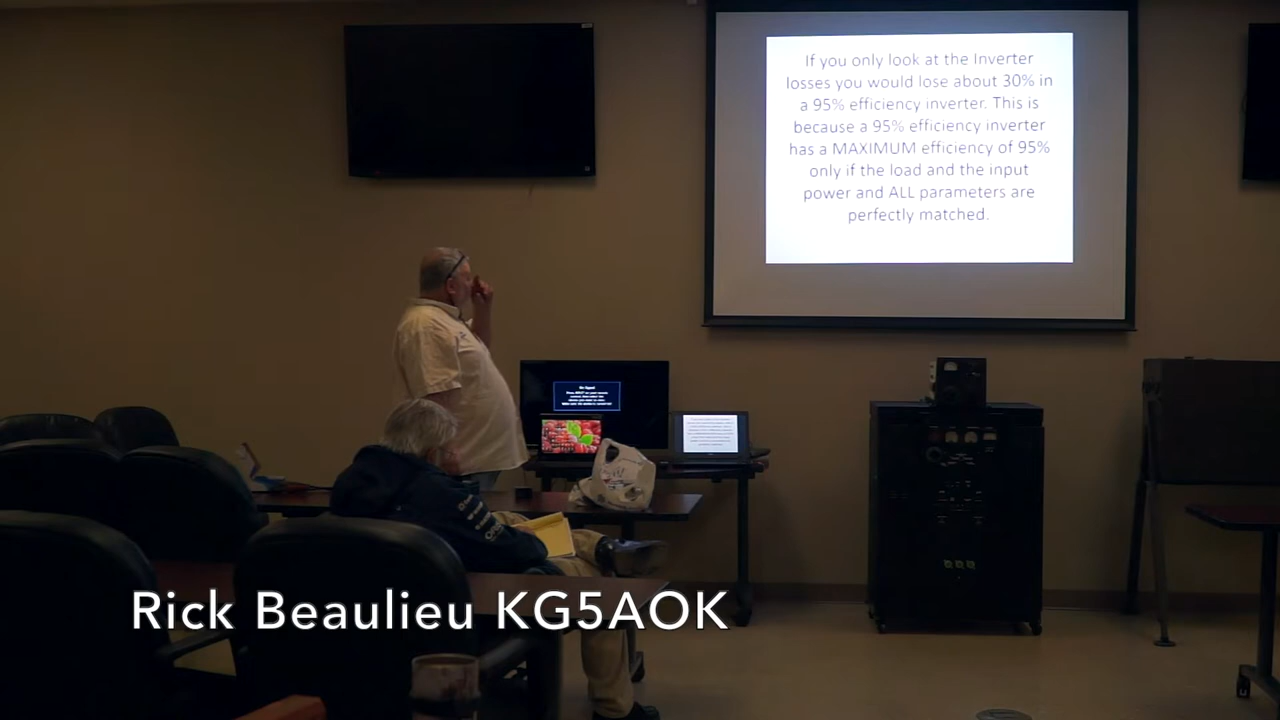 If you only look at the Inverter
losses you would lose about 30% in
a 95% efficiency inverter. This is
because a 95% efficiency inverter
has a MAXIMUM efficiency of 95%
only if the load and the input
power and ALL parameters are
perfectly matched.
No Signal
Rick Beaulieu KG5AOK